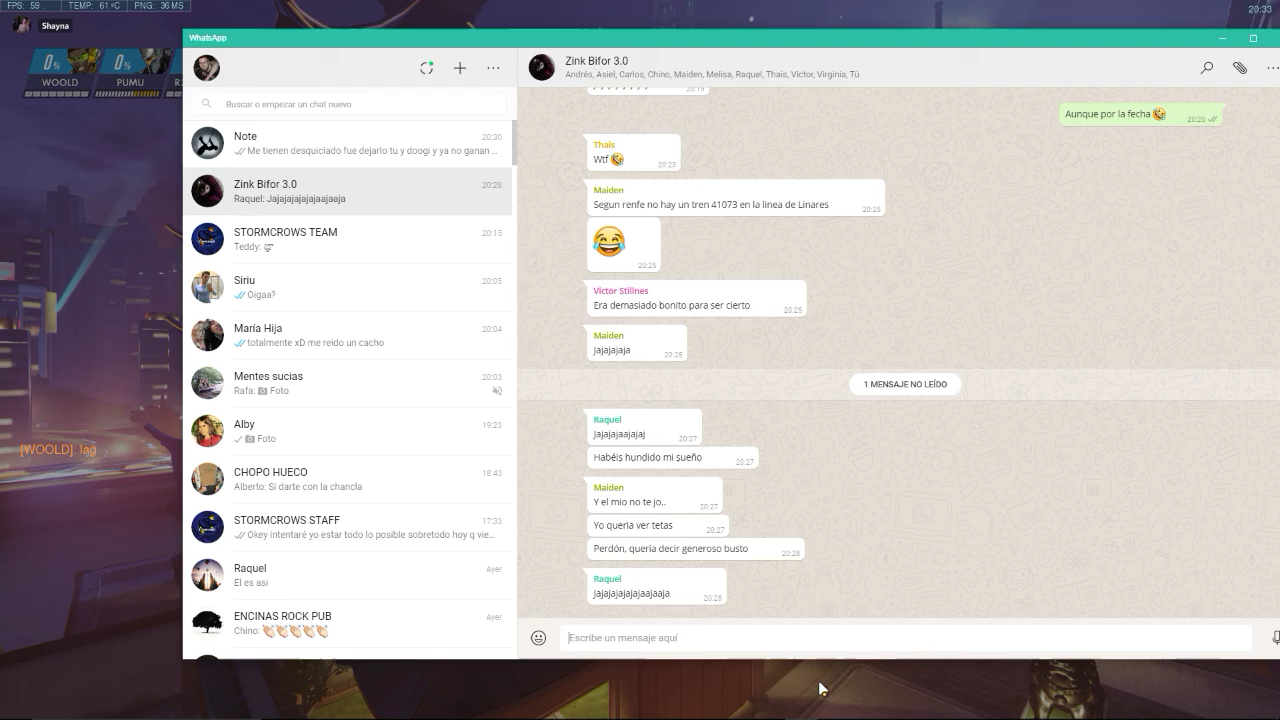 FPS: 59 TEMP: 61 ºC PNG: 36 MS
20:33
Shayna
0%
WOOLD
0%
PUMU
[WOOLD]: lag
WhatsApp
Buscar o empezar un chat nuevo
Note 20:30
Me tienen desquiciado fue dejarlo tu y doogi y ya no ganan ...
Zink Bifor 3.0 20:28
Raquel: Jajajajajajaajaaja
STORMCROWS TEAM 20:15
Teddy:
Siriu 20:05
Oigaa?
María Hija 20:04
totalmente xD me reido un cacho
Mentes sucias 20:03
Rafa: Foto
Alby 19:23
Foto
CHOPO HUECO 18:43
Alberto: Si darte con la chancla
STORMCROWS STAFF 17:33
Okey intentaré yo estar todo lo posible sobretodo hoy q vie...
Raquel Ayer
El es asi
ENCINAS ROCK PUB Ayer
Chino: 👏🏻👏🏻👏🏻👏🏻👏🏻
Zink Bifor 3.0
Andrés, Asiel, Carlos, Chino, Maiden, Melisa, Raquel, Thais, Victor, Virginia, Tú
Aunque por la fecha 🤣 20:20
Thais
Wtf 🤣 20:23
Maiden
Segun renfe no hay un tren 41073 en la linea de Linares 20:25
😂 20:25
Victor Stilines
Era demasiado bonito para ser cierto 20:25
Maiden
Jajajajaja 20:25
1 MENSAJE NO LEÍDO
Raquel
Jajajajaajajaj 20:27
Habéis hundido mi sueño 20:27
Maiden
Y el mio no te jo.. 20:27
Yo queria ver tetas 20:27
Perdón, queria decir generoso busto 20:28
Raquel
Jajajajajajajaajaaja 20:28
Escribe un mensaje aquí